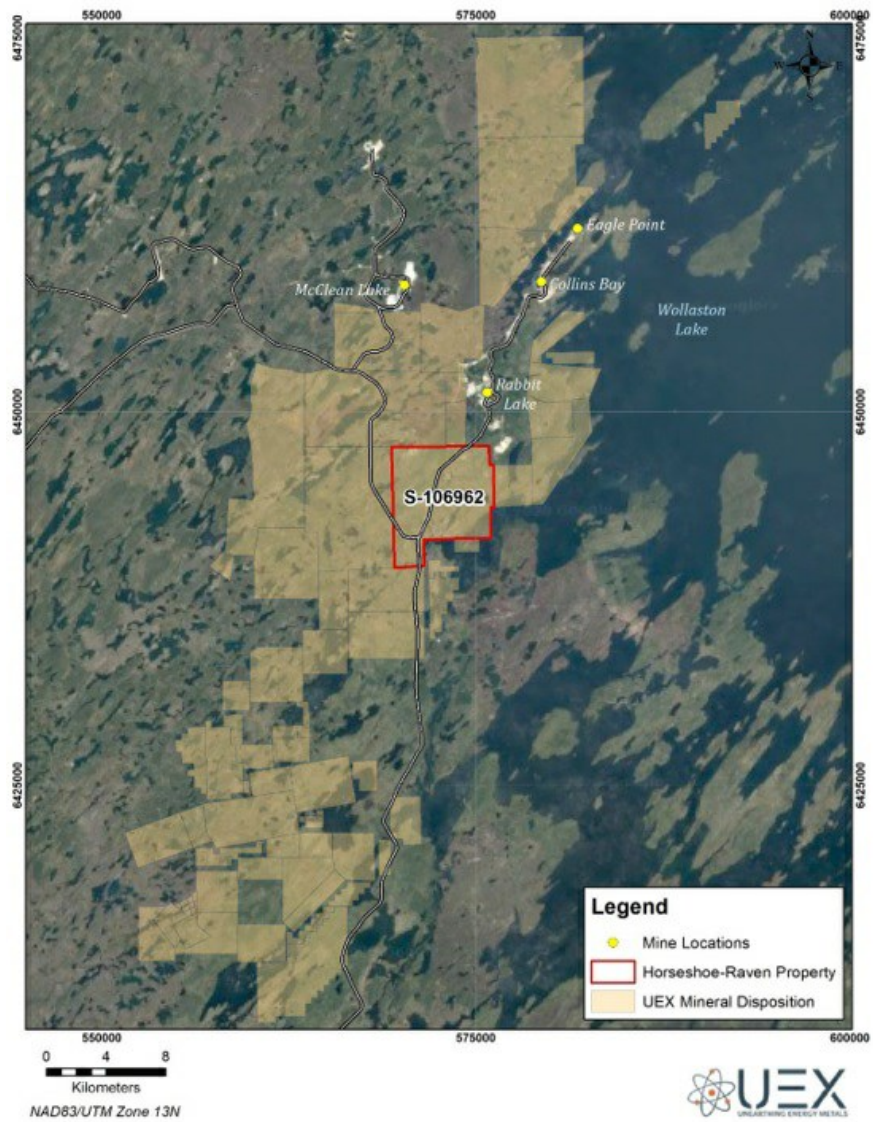 550000 575000 600000
6475000 6475000
N
W E
S
Eagle Point
McClean Lake
Collins Bay
Wollaston
Lake
Rabbit
Lake
6450000 6450000
S-106962
6425000 6425000
Legend
Mine Locations
Horseshoe-Raven Property
UEX Mineral Disposition
550000 575000 600000
0 4 8
Kilometers
NAD83/UTM Zone 13N
UEX
UNEARTHING ENERGY METALS